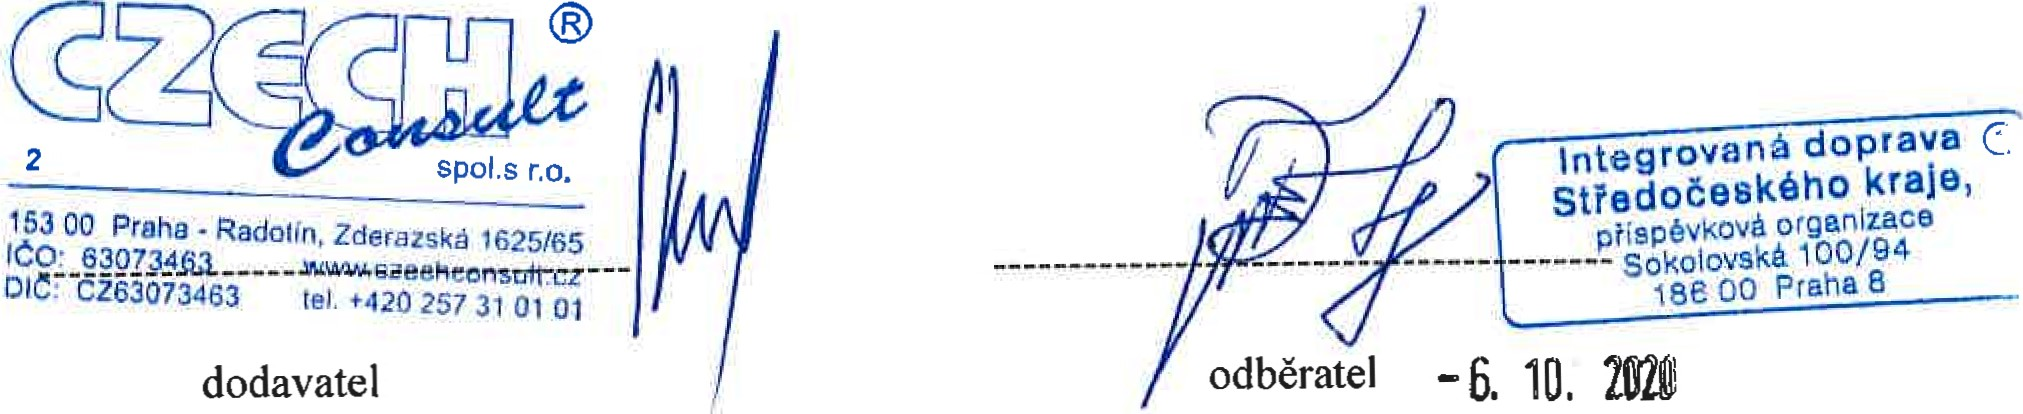 CZECH ®
Consult
2 spol.s r.o.
153 00 Praha - Radotín, Zderazská 1625/65
IČO: 63073463 www.czechconsult.cz
DIČ: CZ63073463 tel. +420 257 31 01 01
dodavatel
Integrovaná doprava
Středočeského kraje,
příspěvková organizace
Sokolovská 100/94
186 00 Praha 8
odběratel -6. 10. 2020